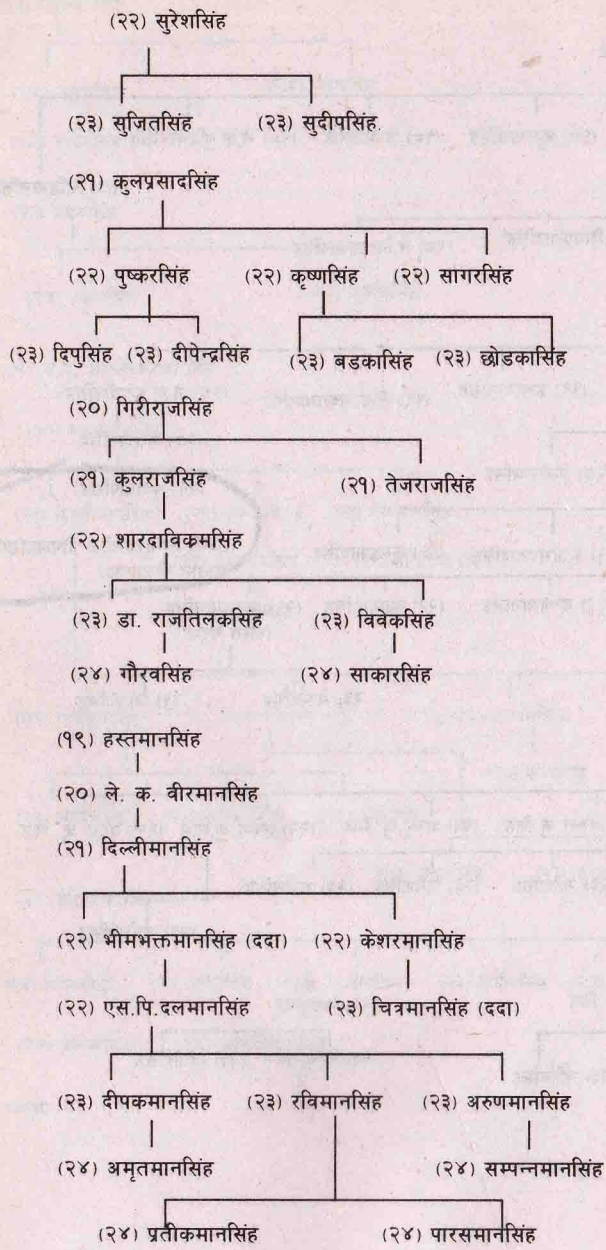 (२२) सुरेशसिंह
(२३) सुजितसिंह (२३) सुदीपसिंह
(२१) कुलप्रसादसिंह
(२२) पुष्करसिंह (२२) कृष्णसिंह (२२) सागरसिंह
(२३) दिपुसिंह (२३) दीपेन्द्रसिंह (२३) बडकासिंह (२३) छोडकासिंह
(२०) गिरीराजसिंह
(२१) कुलराजसिंह (२१) तेजराजसिंह
(२२) शारदाविक्रमसिंह
(२३) डा. राजतिलकसिंह (२३) विवेकसिंह
(२४) गौरवसिंह (२४) साकारसिंह
(१९) हस्तमानसिंह
(२०) ले. क. वीरमानसिंह
(२१) दिल्लीमानसिंह
(२२) भीमभक्तमानसिंह (ददा) (२२) केशरमानसिंह
(२२) एस.पि.दलमानसिंह (२३) चित्रमानसिंह (ददा)
(२३) दीपकमानसिंह (२३) रविमानसिंह (२३) अरुणमानसिंह
(२४) अमृतमानसिंह (२४) सम्पन्नमानसिंह
(२४) प्रतीकमानसिंह (२४) पारसमानसिंह